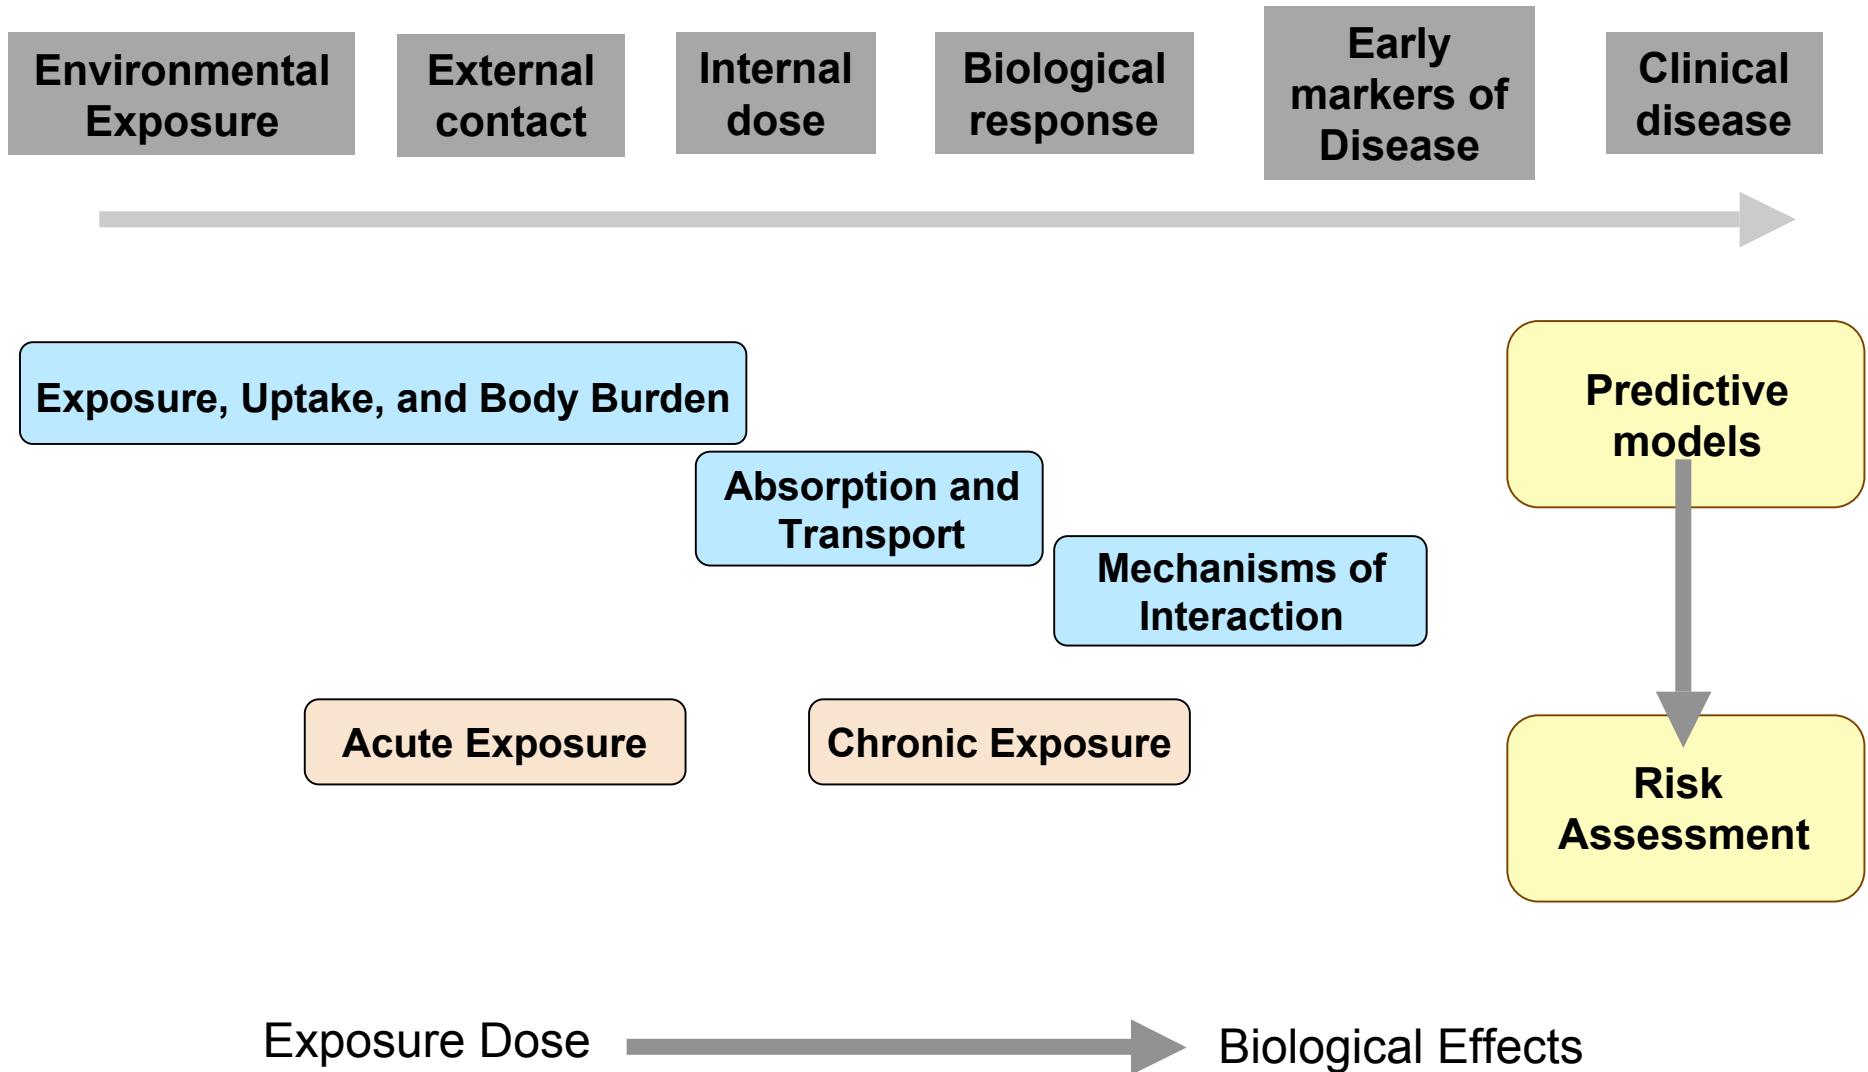 Environmental
Exposure
External
contact
Internal
dose
Biological
response
Early
markers of
Disease
Clinical
disease
Exposure, Uptake, and Body Burden
Absorption and
Transport
Mechanisms of
Interaction
Predictive
models
Acute Exposure
Chronic Exposure
Risk
Assessment
Exposure Dose
Biological Effects